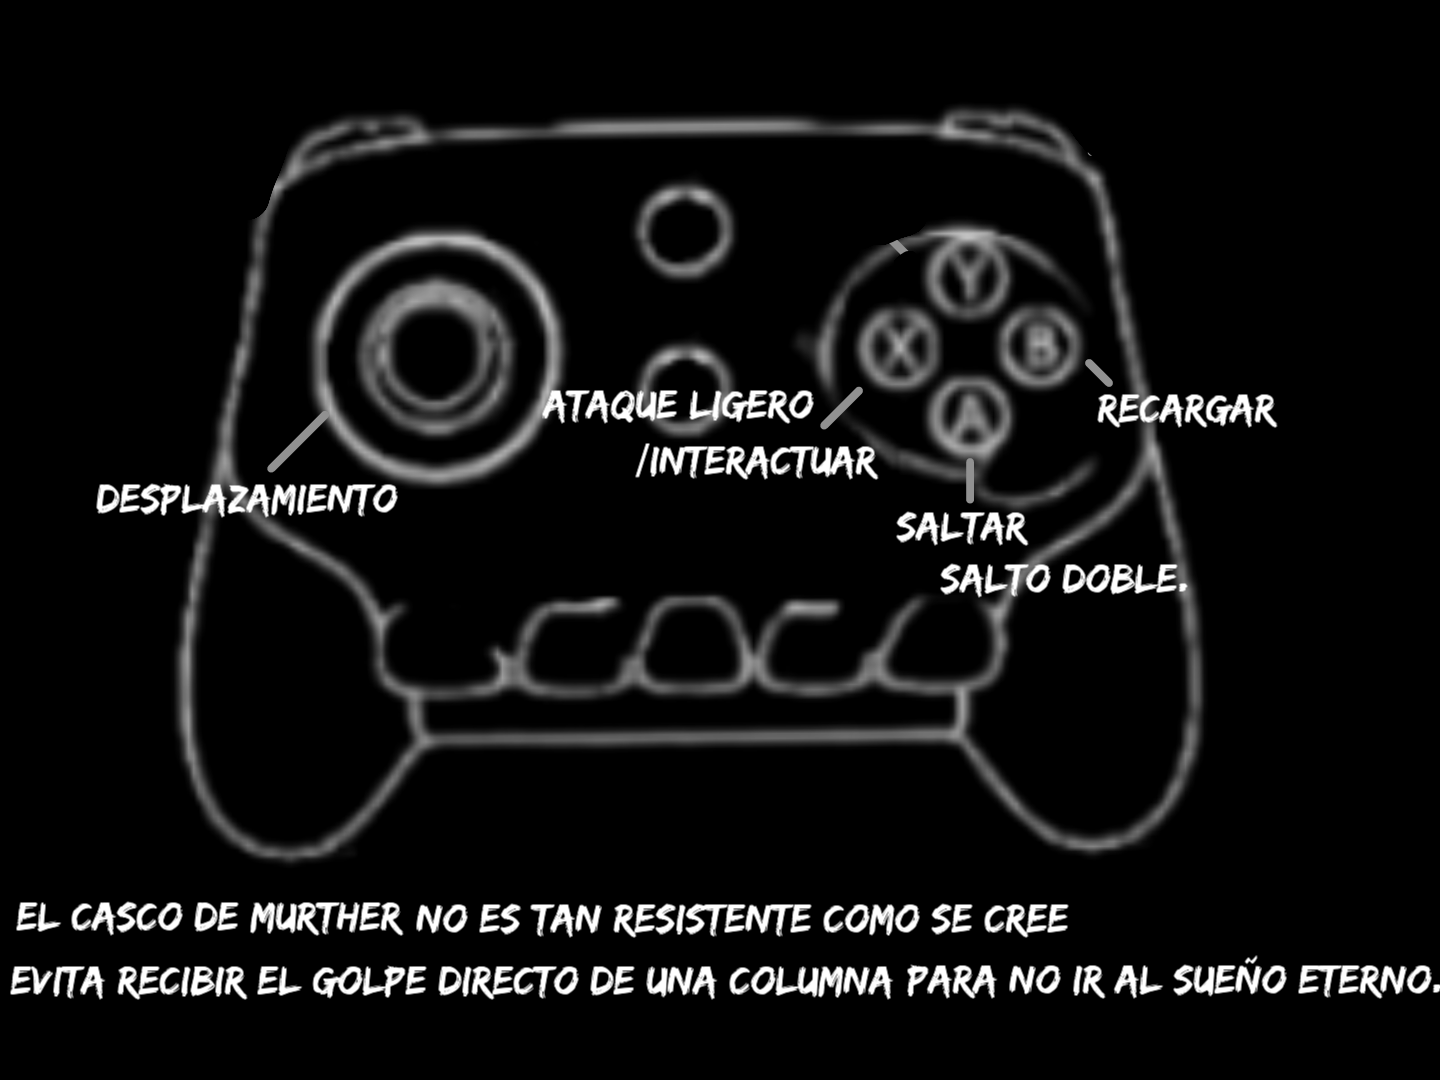 Y
X
B
A
ATAQUE LIGERO
/INTERACTUAR
RECARGAR
DESPLAZAMIENTO
SALTAR
SALTO DOBLE.
EL CASCO DE MURTHER NO ES TAN RESISTENTE COMO SE CREE
EVITA RECIBIR EL GOLPE DIRECTO DE UNA COLUMNA PARA NO IR AL SUEÑO ETERNO.